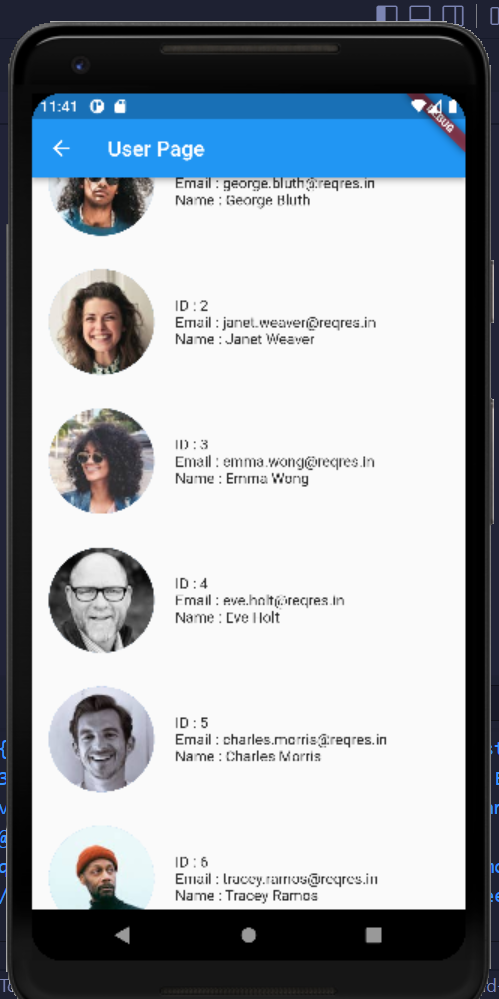 11:41
DEBUG
User Page
Email : george.bluth@reqres.in
Name : George Bluth
ID : 2
Email : janet.weaver@reqres.in
Name : Janet Weaver
ID : 3
Email : emma.wong@reqres.in
Name : Emma Wong
ID : 4
Email : eve.holt@reqres.in
Name : Eve Holt
ID : 5
Email : charles.morris@reqres.in
Name : Charles Morris
ID : 6
Email : tracey.ramos@reqres.in
Name : Tracey Ramos